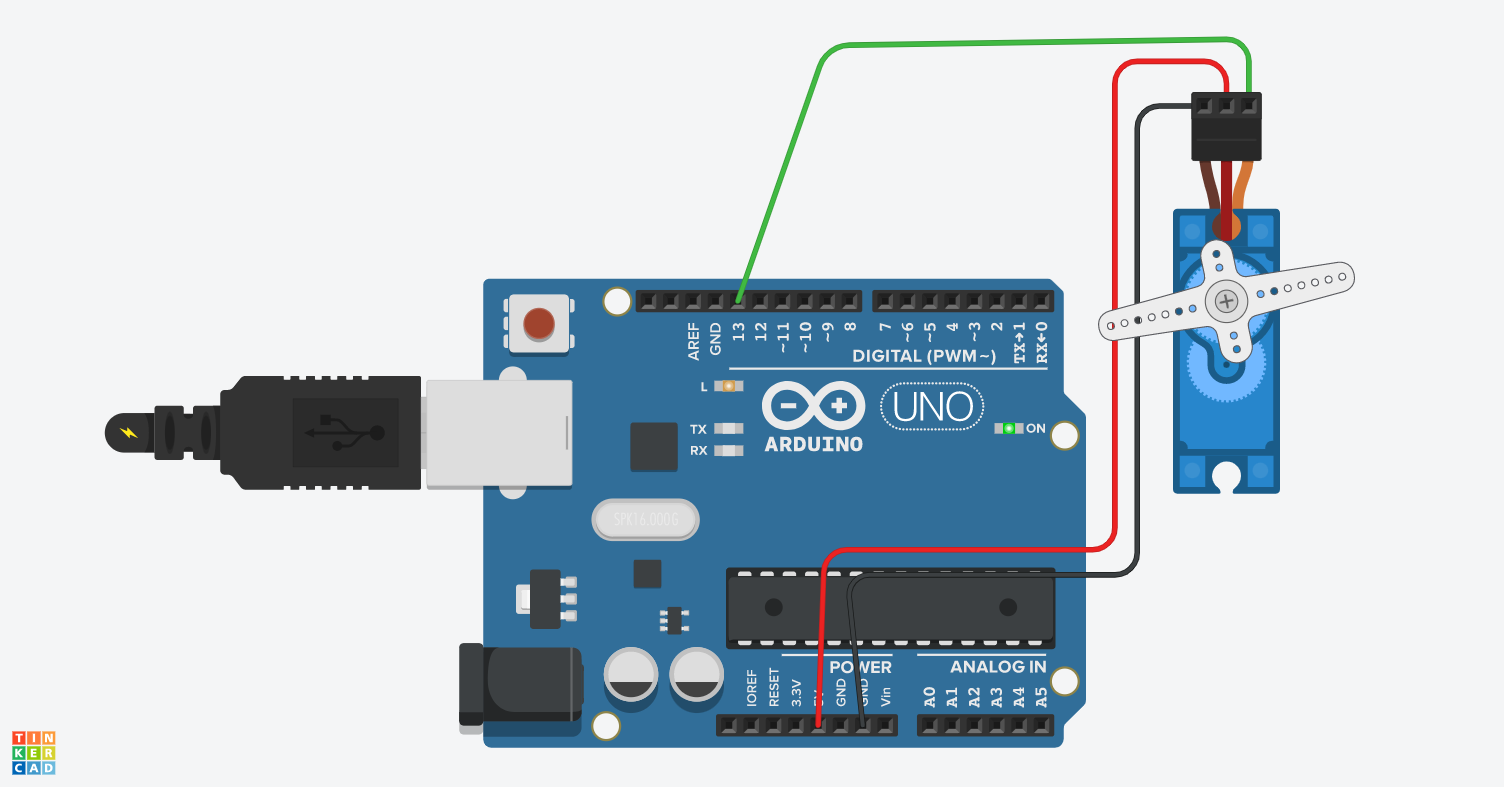 AREF
GND
13
12
~11
~10
~9
8
7
~6
~5
4
~3
2
TX→1
RX←0
DIGITAL (PWM~)
L
TX
RX
ARDUINO
UNO
ON
SPK16.000G
POWER
ANALOG IN
IOREF
RESET
3.3V
GND
GND
Vin
A0
A1
A2
A3
A4
A5
TIN
KER
CAD